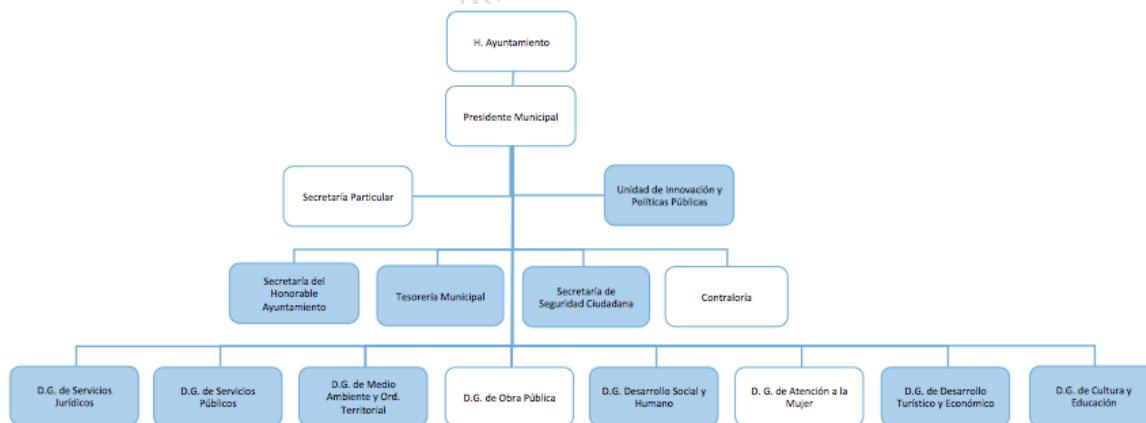 H. Ayuntamiento
Presidente Municipal
Secretaría Particular
Unidad de Innovación y
Políticas Públicas
Secretaría del
Honorable
Ayuntamiento
Tesorería Municipal
Secretaría de
Seguridad Ciudadana
Contraloría
D.G. de Servicios
Jurídicos
D.G. de Servicios
Públicos
D.G. de Medio
Ambiente y Ord.
Territorial
D.G. de Obra Pública
D.G. Desarrollo Social y
Humano
D. G. de Atención a la
Mujer
D.G. de Desarrollo
Turístico y Económico
D.G. de Cultura y
Educación